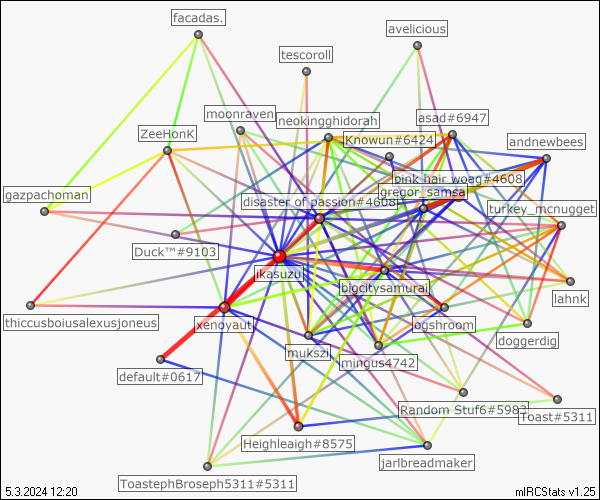 facadas.
avelicious
tescoroll
moonraven
neokingghidorah
asad#6947
ZeeHonK
Knowun#6424
andnewbees
pink hair woag#4608
gregor_samsa
gazpachoman
disaster of passion#4608
turkey_mcnugget
Duck™#9103
ikasuzu
bigcitysamurai
lahnk
thiccusboiusalexusjoneus
xenoyaut
ogshroom
doggerdig
mukszi
mingus4742
default#0617
Random Stuf6#5983
Toast#5311
Heighleaigh#8575
jarlbreadmaker
ToastephBroseph5311#5311
5.3.2024 12:20
mIRCStats v1.25